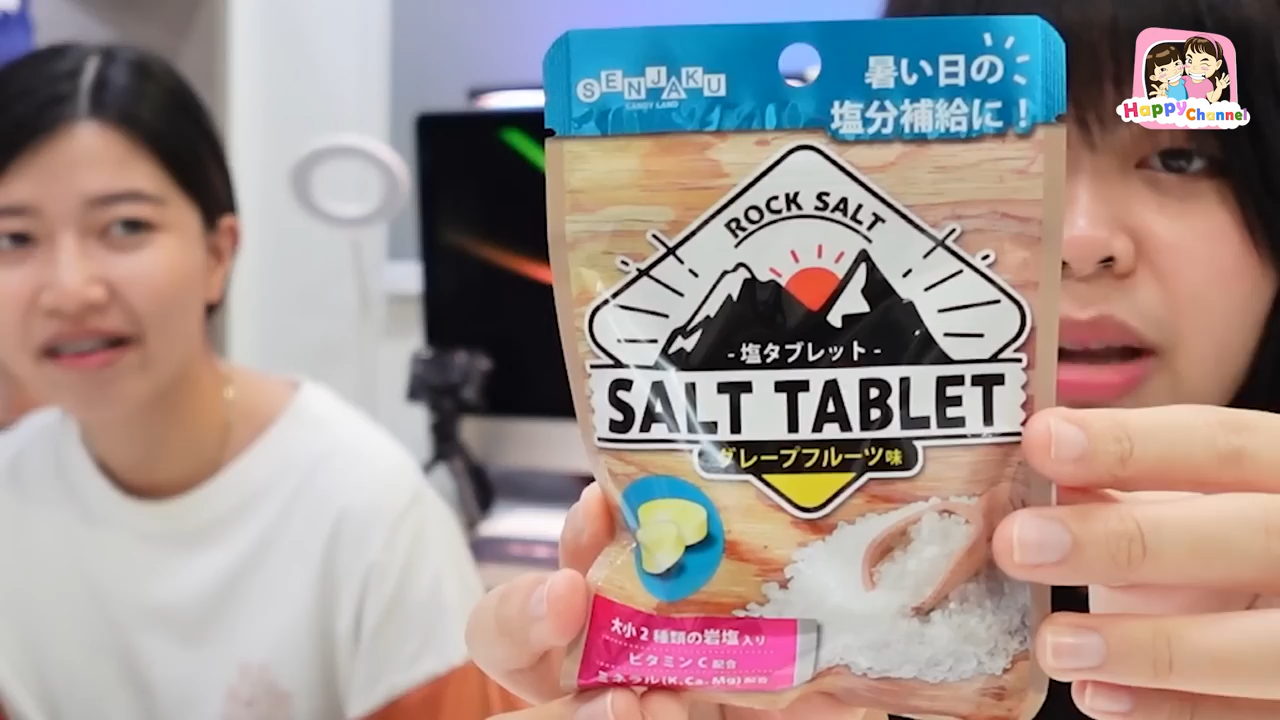 SENJAKU
CANDY LAND
暑い日の
塩分補給に!
Happy Channel
ROCK SALT
-塩タブレット-
SALT TABLET
グレープフルーツ味
大小2種類の岩塩入り
ビタミンC配合
ミネラル(K,Ca,Mg)配合